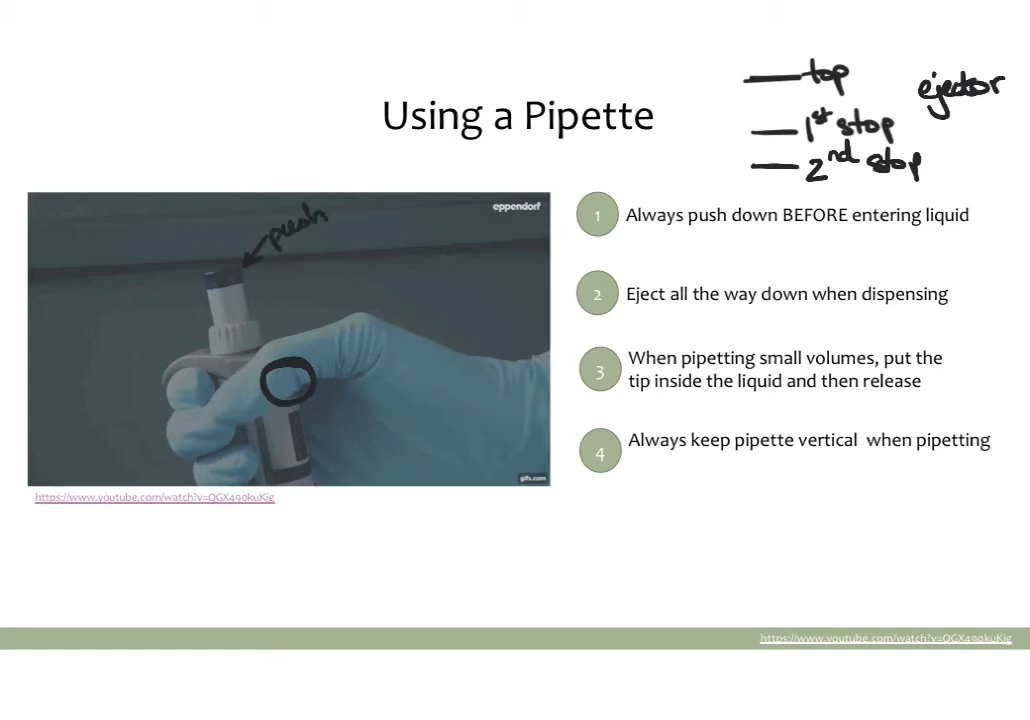 top
ejector
Using a Pipette
1st stop
2nd stop
eppendorf
push
1 Always push down BEFORE entering liquid
2 Eject all the way down when dispensing
3 When pipetting small volumes, put the
tip inside the liquid and then release
4 Always keep pipette vertical when pipetting
gifs.com
https://www.youtube.com/watch?v=QGX490kuKjg
https://www.youtube.com/watch?v=QGX490kuKjg